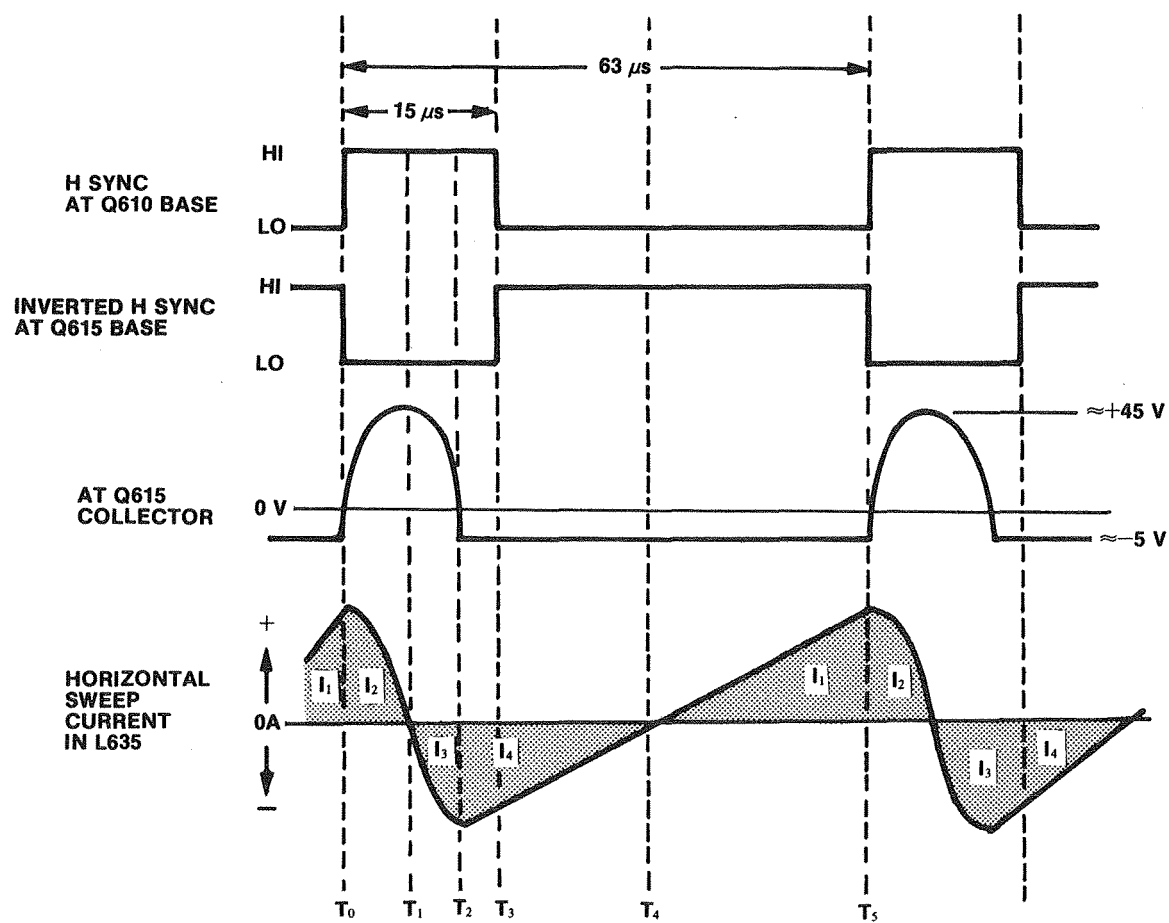 63 μs
15 μs
HI
H SYNC
AT Q610 BASE
LO
HI
INVERTED H SYNC
AT Q615 BASE
LO
≈+45 V
AT Q615
COLLECTOR
0 V
≈−5 V
+
HORIZONTAL
SWEEP
CURRENT
IN L635
0A
−
I₁ I₂ I₃ I₄ I₁ I₂ I₃ I₄
T₀ T₁ T₂ T₃ T₄ T₅